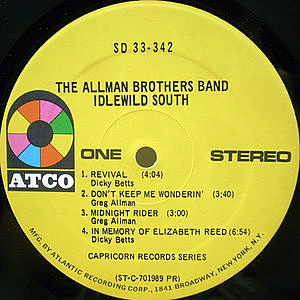 SD 33-342
THE ALLMAN BROTHERS BAND
IDLEWILD SOUTH
ATCO
ONE
STEREO
1. REVIVAL (4:04)
Dicky Betts
2. DON'T KEEP ME WONDERIN' (3:40)
Greg Allman
3. MIDNIGHT RIDER (3:00)
Greg Allman
4. IN MEMORY OF ELIZABETH REED (6:54)
Dicky Betts
CAPRICORN RECORDS SERIES
(ST-C-701989 PR)
MFG. BY ATLANTIC RECORDING CORP., 1841 BROADWAY, NEW YORK, N.Y.